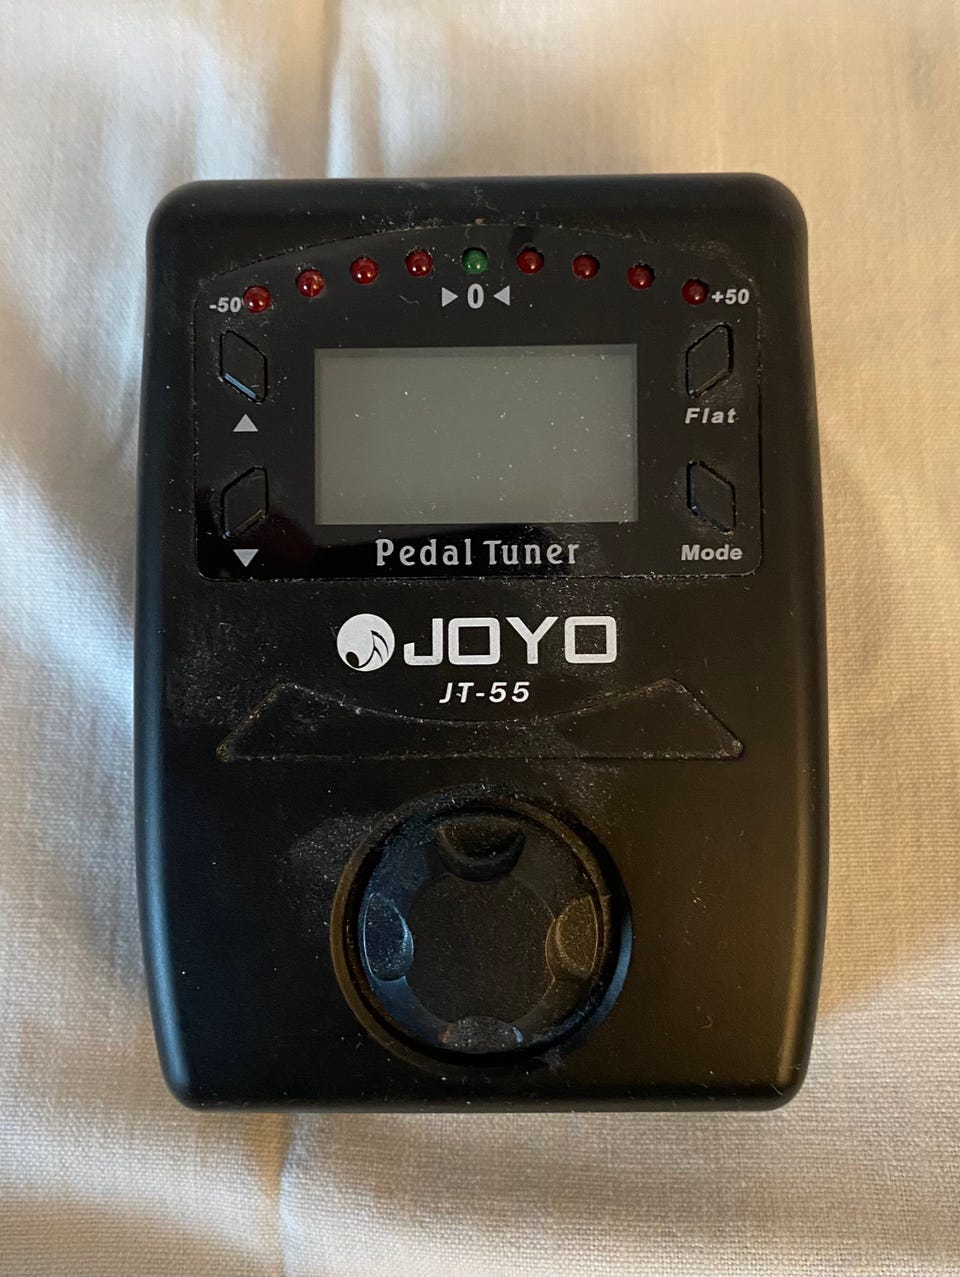 -50 ▶0◀ +50
▲ Flat
▼ Mode
Pedal Tuner
JOYO
JT-55